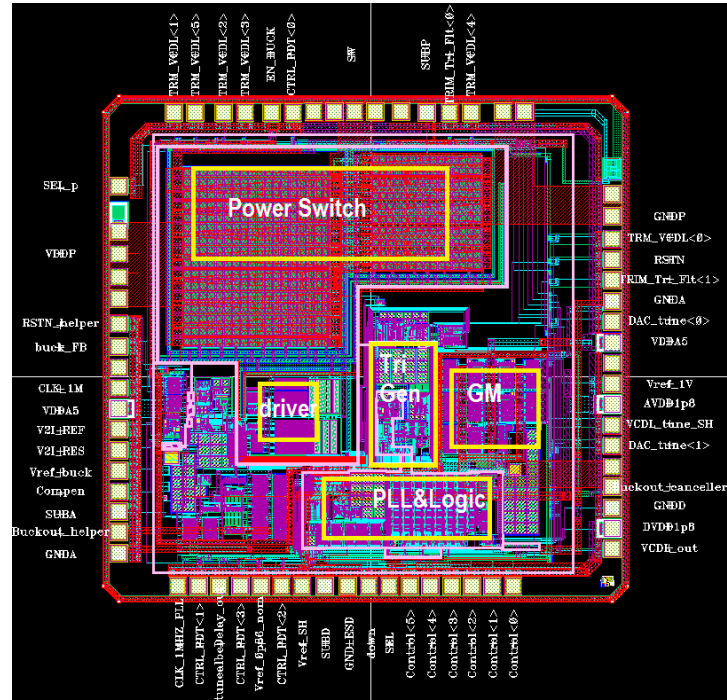 TRM_VCDL<1>
TRM_VCDL<5>
TRM_VCDL<2>
TRM_VCDL<3>
EN_BUCK
CTRL_PDT<0>
SW
SUBP
TRIM_Tri_Flt<0>
TRM_VCDL<4>
SEL_p
VDDP
RSTN_helper
buck_FB
CLK_1M
VDDA5
V2I_REF
V2I_RES
Vref_buck
Compen
SUBA
Buckout_helper
GNDA
Power Switch
driver
Tri
Gen
GM
PLL&Logic
GNDP
TRM_VCDL<0>
RSTN
TRIM_Tri_Flt<1>
GNDA
DAC_tune<0>
VDDA5
Vref_1V
AVDD1p8
VCDL_tune_SH
DAC_tune<1>
uckout_canceller
GNDD
DVDD1p8
VCDL_out
CLK_1MHZ_PLL
CTRL_PDT<1>
CTRL_PDT<3>
CTRL_PDT<2>
Vref_SH
SUBD
GND_ESD
down
SEL
Control<5>
Control<4>
Control<3>
Control<2>
Control<1>
Control<0>